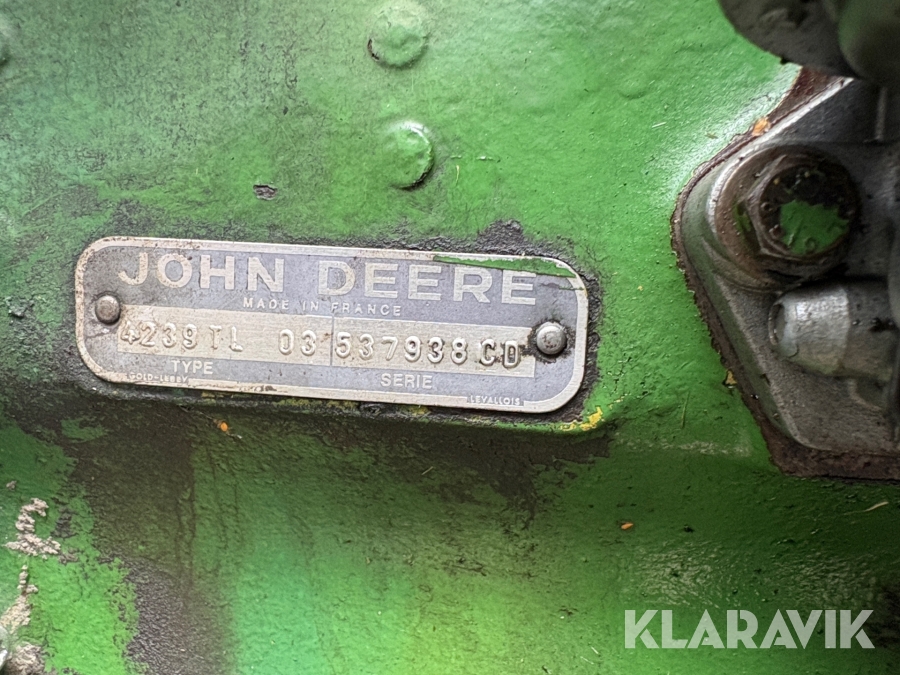 JOHN DEERE
MADE IN FRANCE
4239TL 03 537938CD
TYPE SERIE
LEVALLOIS
KLARAVIK